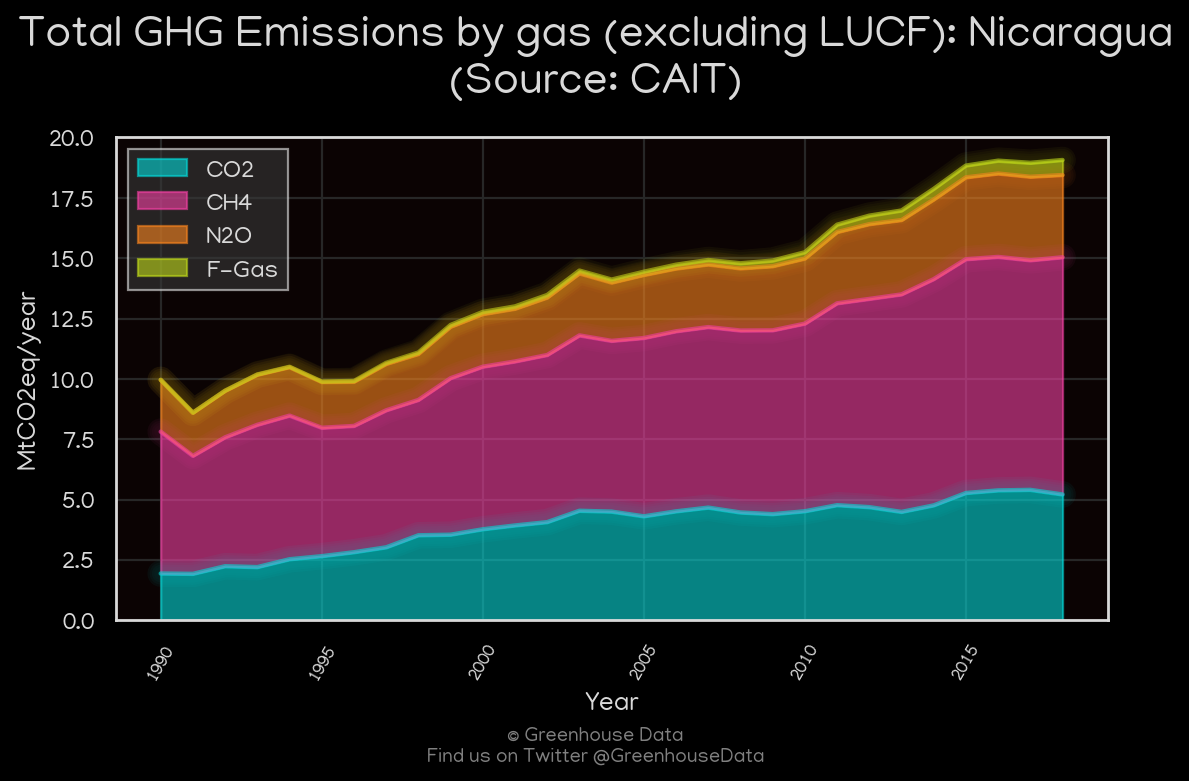 Total GHG Emissions by gas (excluding LUCF): Nicaragua
(Source: CAIT)
20.0
17.5
15.0
12.5
10.0
7.5
5.0
2.5
0.0
MtCO2eq/year
CO2
CH4
N2O
F-Gas
1990
1995
2000
2005
2010
2015
Year
© Greenhouse Data
Find us on Twitter @GreenhouseData